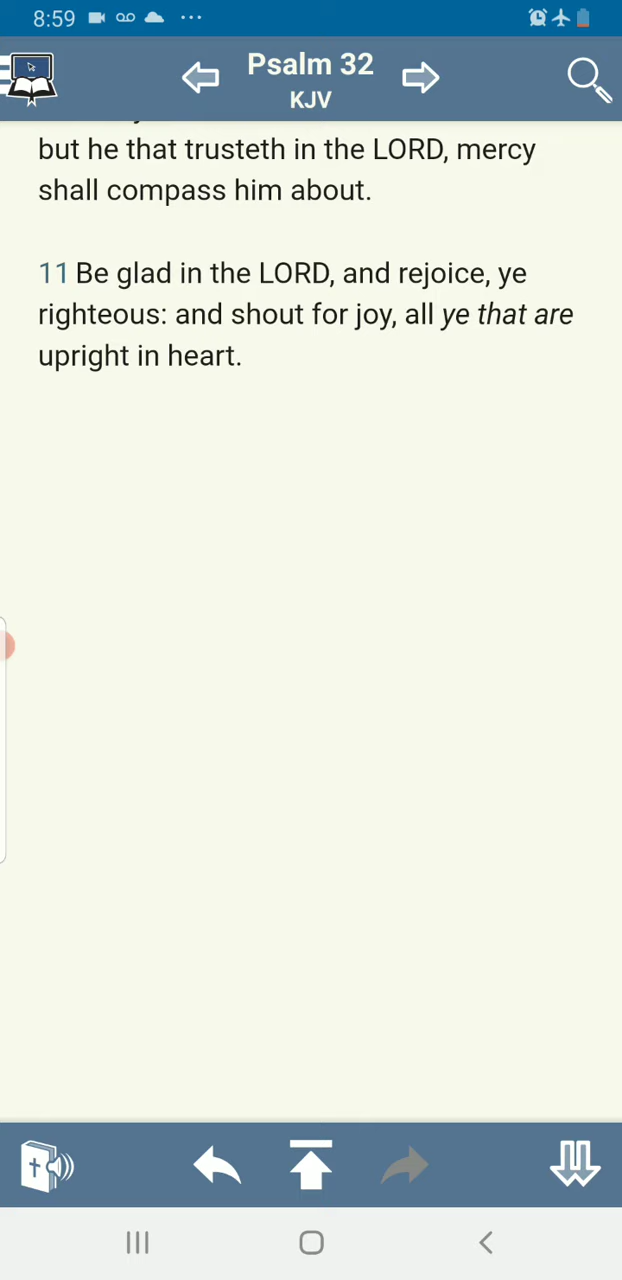 8:59
Psalm 32
KJV
but he that trusteth in the LORD, mercy
shall compass him about.
11 Be glad in the LORD, and rejoice, ye
righteous: and shout for joy, all ye that are
upright in heart.